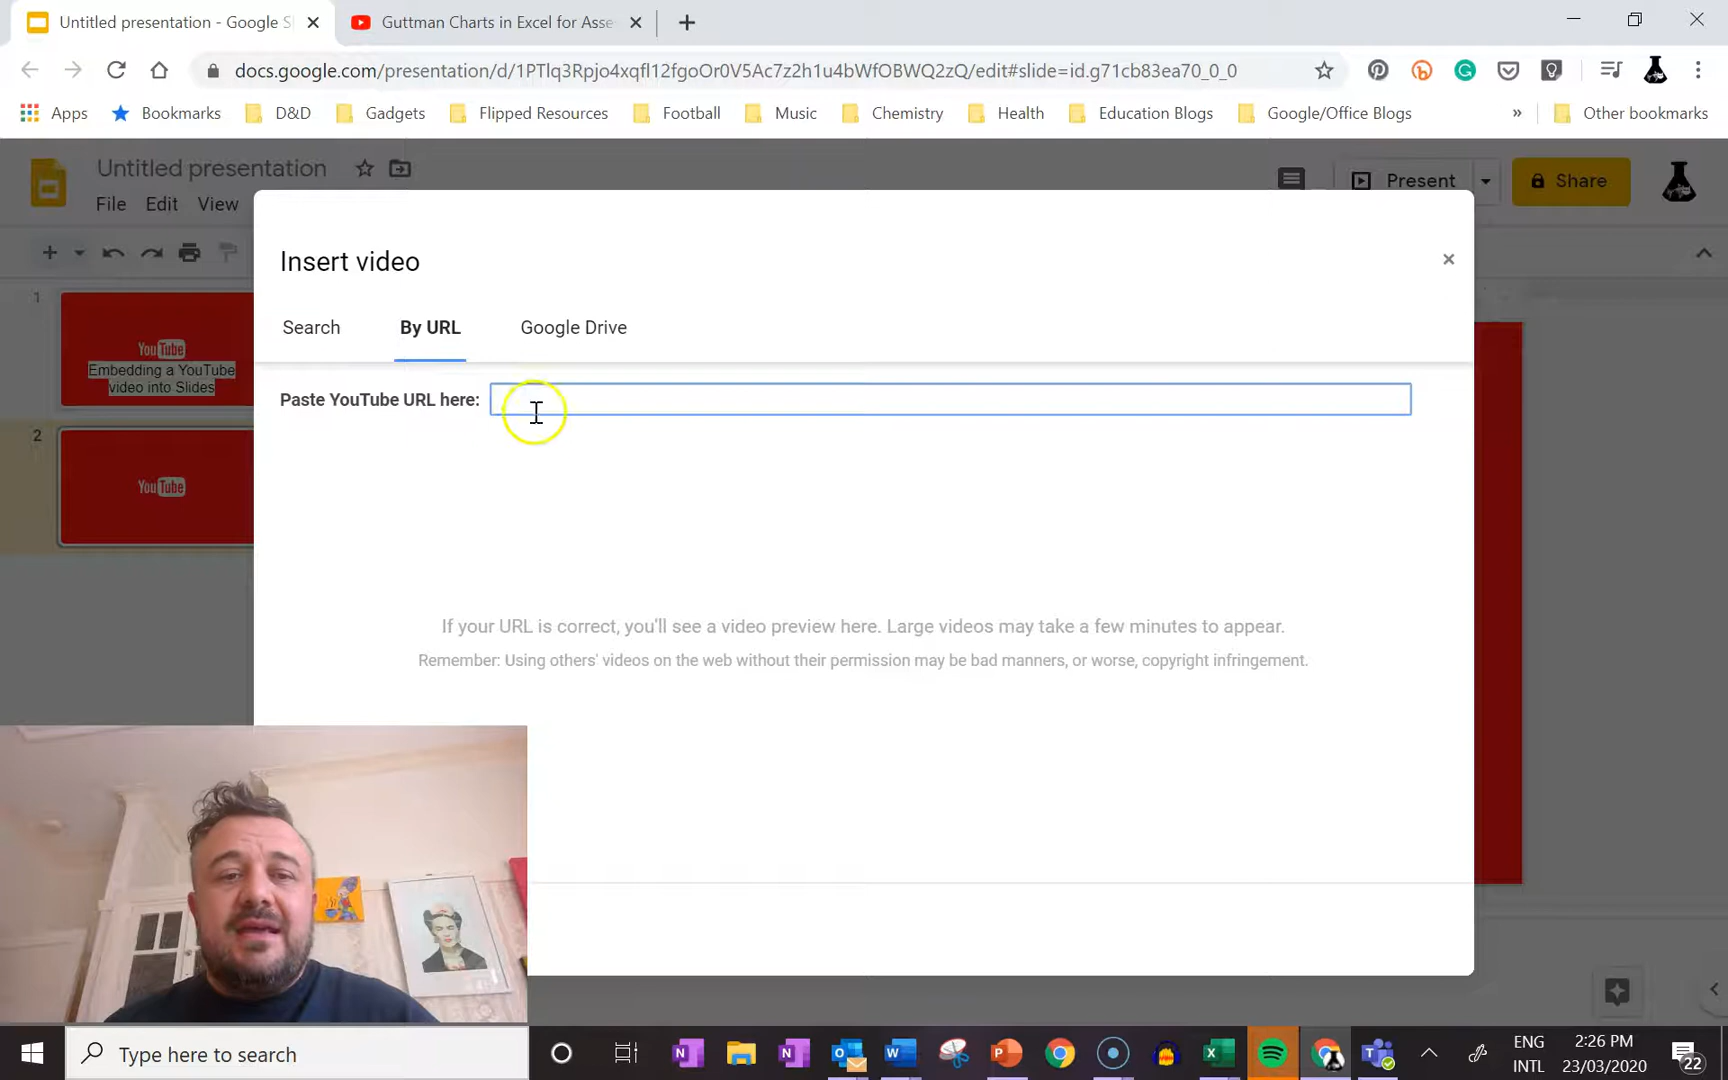 Untitled presentation - Google S
Guttman Charts in Excel for Asse
docs.google.com/presentation/d/1PTlq3Rpjo4xqfl12fgoOr0V5Ac7z2h1u4bWfOBWQ2zQ/edit#slide=id.g71cb83ea70_0_0
Apps
Bookmarks
D&D
Gadgets
Flipped Resources
Football
Music
Chemistry
Health
Education Blogs
Google/Office Blogs
»
Other bookmarks
Untitled presentation
File
Edit
View
Present
Share
Insert video
Search
By URL
Google Drive
Paste YouTube URL here:
If your URL is correct, you'll see a video preview here. Large videos may take a few minutes to appear.
Remember: Using others' videos on the web without their permission may be bad manners, or worse, copyright infringement.
1
YouTube
Embedding a YouTube
video into Slides
2
YouTube
Type here to search
ENG
INTL
2:26 PM
23/03/2020
22